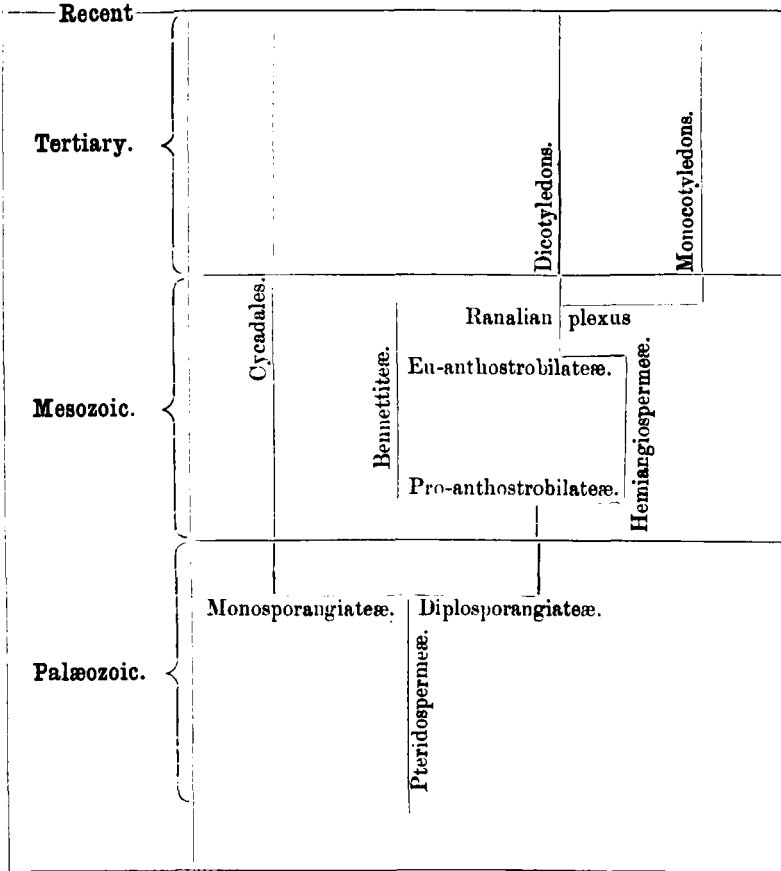 Recent
Tertiary.
Dicotyledons.
Monocotyledons.
Cycadales.
Ranalian plexus
Bennettiteæ.
Eu-anthostrobilateæ.
Mesozoic.
Hemiangiospermeæ.
Pro-anthostrobilateæ.
Monosporangiateæ. Diplosporangiateæ.
Palæozoic.
Pteridospermeæ.